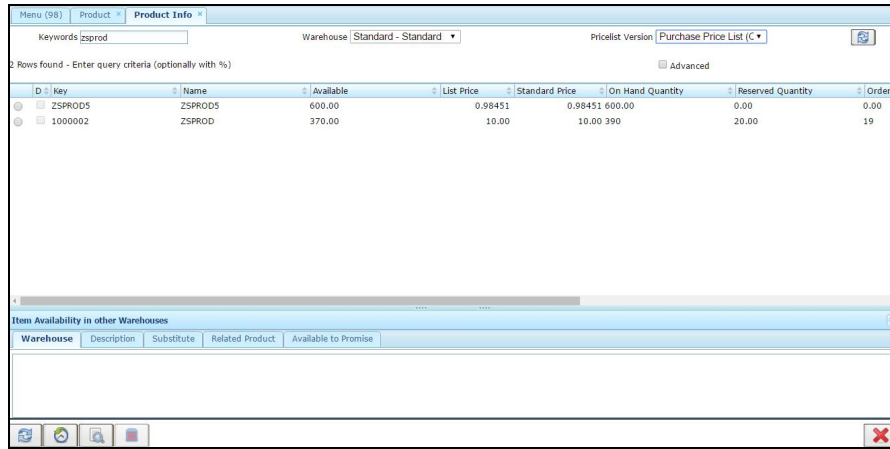 Menu (98) Product × Product Info ×
Keywords zsprod Warehouse Standard - Standard Pricelist Version Purchase Price List (C
2 Rows found - Enter query criteria (optionally with %) Advanced
D Key Name Available List Price Standard Price On Hand Quantity Reserved Quantity Order
ZSPROD5 ZSPROD5 600.00 0.98451 0.98451 600.00 0.00 0.00
1000002 ZSPROD 370.00 10.00 10.00 390 20.00 19
Item Availability in other Warehouses
Warehouse Description Substitute Related Product Available to Promise